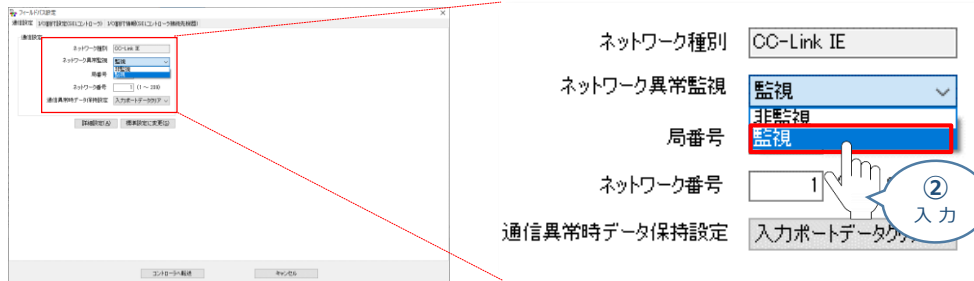 フィールドバス設定
通信設定
通信設定
ネットワーク種別 CC-Link IE
ネットワーク異常監視 監視
非監視
監視
局番号
ネットワーク番号 1 (1 ～ 239)
通信異常時データ保持設定 入力ポートデータクリア
詳細設定(A) 標準設定に変更(S)
コントローラへ転送 キャンセル
ネットワーク種別 CC-Link IE
ネットワーク異常監視 監視
非監視
局番号 監視
ネットワーク番号 1
② 入力
通信異常時データ保持設定 入力ポートデータクリ